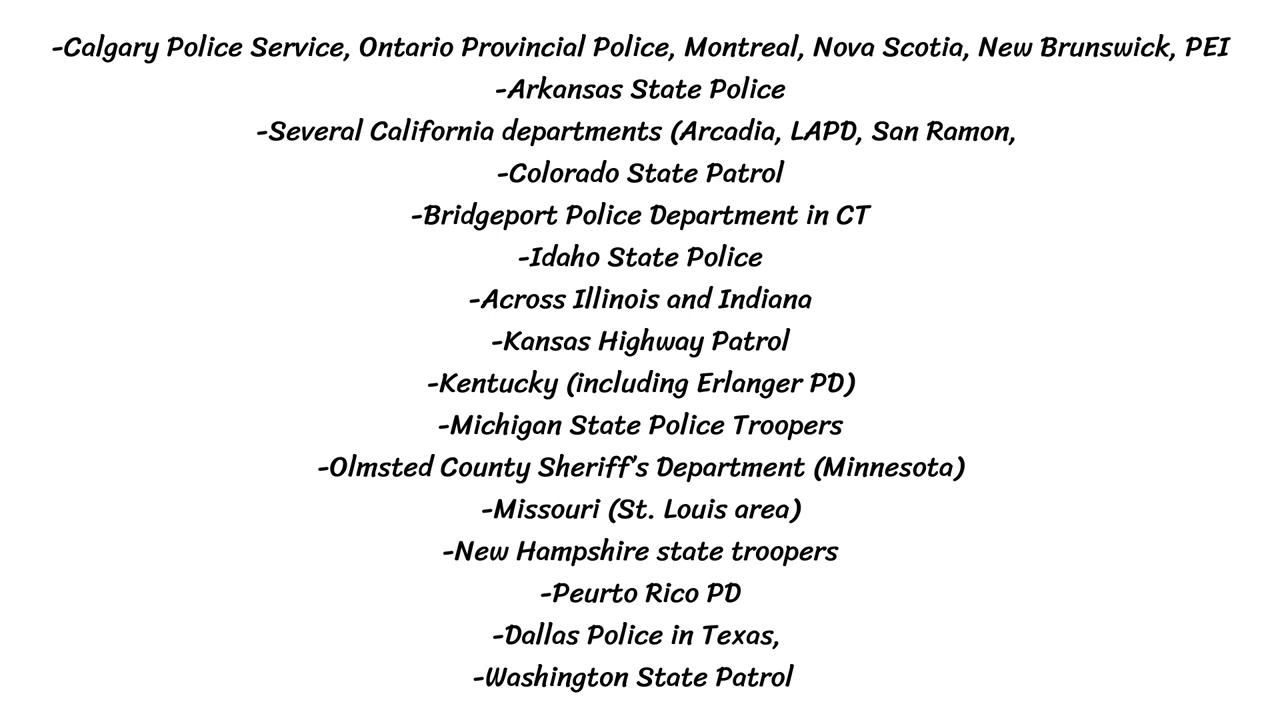 -Calgary Police Service, Ontario Provincial Police, Montreal, Nova Scotia, New Brunswick, PEI
-Arkansas State Police
-Several California departments (Arcadia, LAPD, San Ramon,
-Colorado State Patrol
-Bridgeport Police Department in CT
-Idaho State Police
-Across Illinois and Indiana
-Kansas Highway Patrol
-Kentucky (including Erlanger PD)
-Michigan State Police Troopers
-Olmsted County Sheriff's Department (Minnesota)
-Missouri (St. Louis area)
-New Hampshire state troopers
-Peurto Rico PD
-Dallas Police in Texas,
-Washington State Patrol